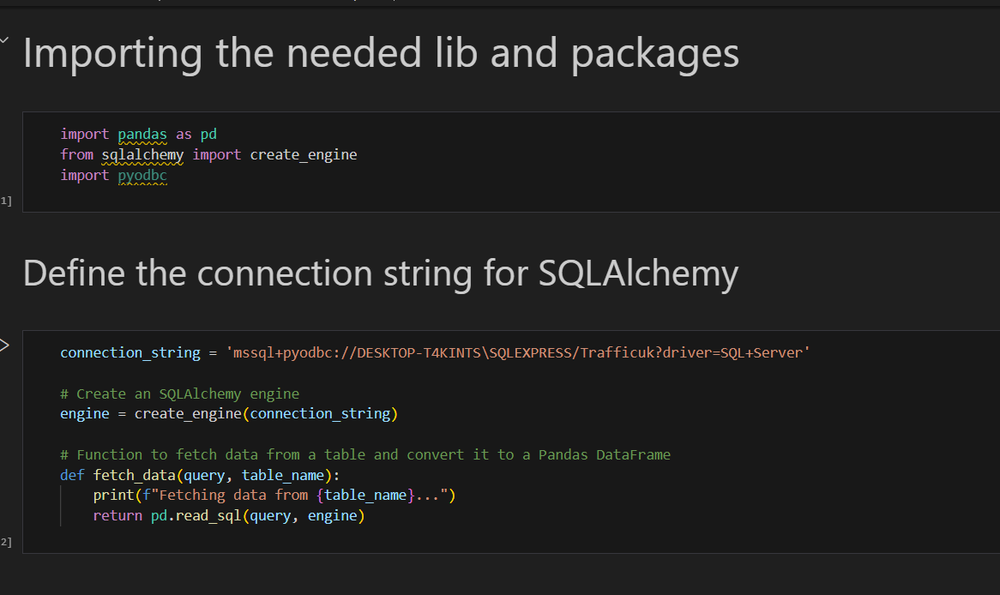 Importing the needed lib and packages
import pandas as pd
from sqlalchemy import create_engine
import pyodbc
1]
Define the connection string for SQLAlchemy
connection_string = 'mssql+pyodbc://DESKTOP-T4KINTS\SQLEXPRESS/Trafficuk?driver=SQL+Server'
# Create an SQLAlchemy engine
engine = create_engine(connection_string)
# Function to fetch data from a table and convert it to a Pandas DataFrame
def fetch_data(query, table_name):
print(f"Fetching data from {table_name}...")
return pd.read_sql(query, engine)
2]